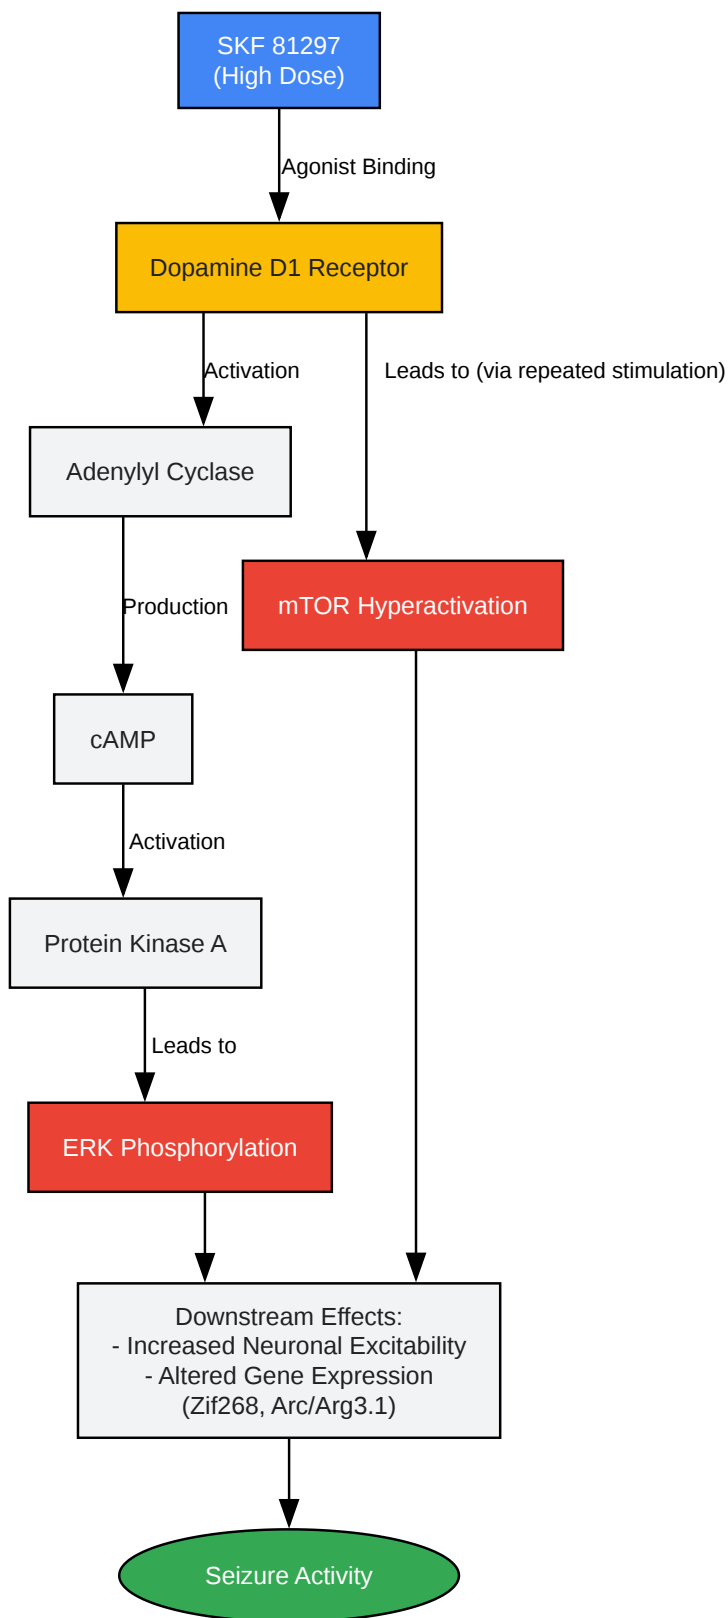 SKF 81297
(High Dose)
Agonist Binding
Dopamine D1 Receptor
Activation
Leads to (via repeated stimulation)
Adenylyl Cyclase
Production
mTOR Hyperactivation
cAMP
Activation
Protein Kinase A
Leads to
ERK Phosphorylation
Downstream Effects:
- Increased Neuronal Excitability
- Altered Gene Expression
(Zif268, Arc/Arg3.1)
Seizure Activity